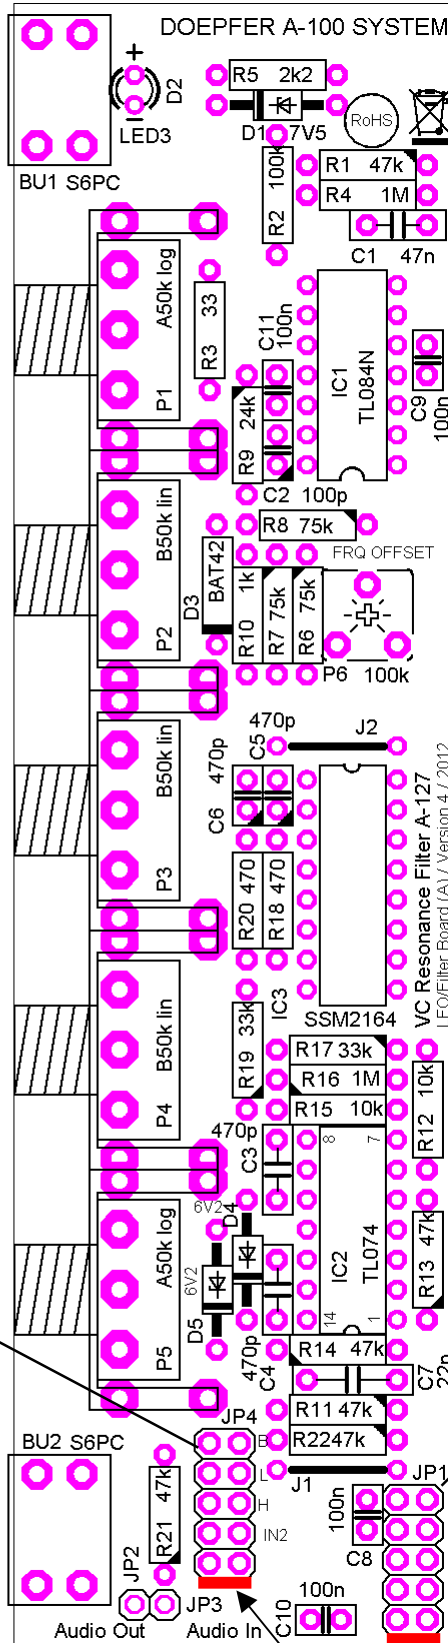 DOEPFER A-100 SYSTEM
+
D2
LED3
BU1 S6PC
R5 2k2
D1 7V5
RoHS
R1 47k
R4 1M
R2 100k
C1 47n
A50k log
P1
R3 33
C11 100n
IC1
TL084N
C9 100n
R9 24k
C2 100p
R8 75k
FRQ OFFSET
B50k lin
P2
D3
BAT42
R10 1k
R7 75k
R6 75k
P6 100k
470p
J2
470p
C5
C6
B50k lin
P3
R20 470
R18 470
IC3
SSM2164
VC Resonance Filter A-127
LFO/Filter Board (A) / Version 4 / 2012
B50k lin
P4
R19 33k
R17 33k
R16 1M
R15 10k
R12 10k
470p
C3
8
7
IC2
TL074
14
1
R13 47k
6V2
D4
6V2
D5
A50k log
P5
470p
C4
R14 47k
C7
22p
R11 47k
R22 47k
J1
JP4
B
L
H
IN2
BU2 S6PC
R21 47k
JP2
JP3
Audio Out
Audio In
JP1
100n
C8
100n
C10